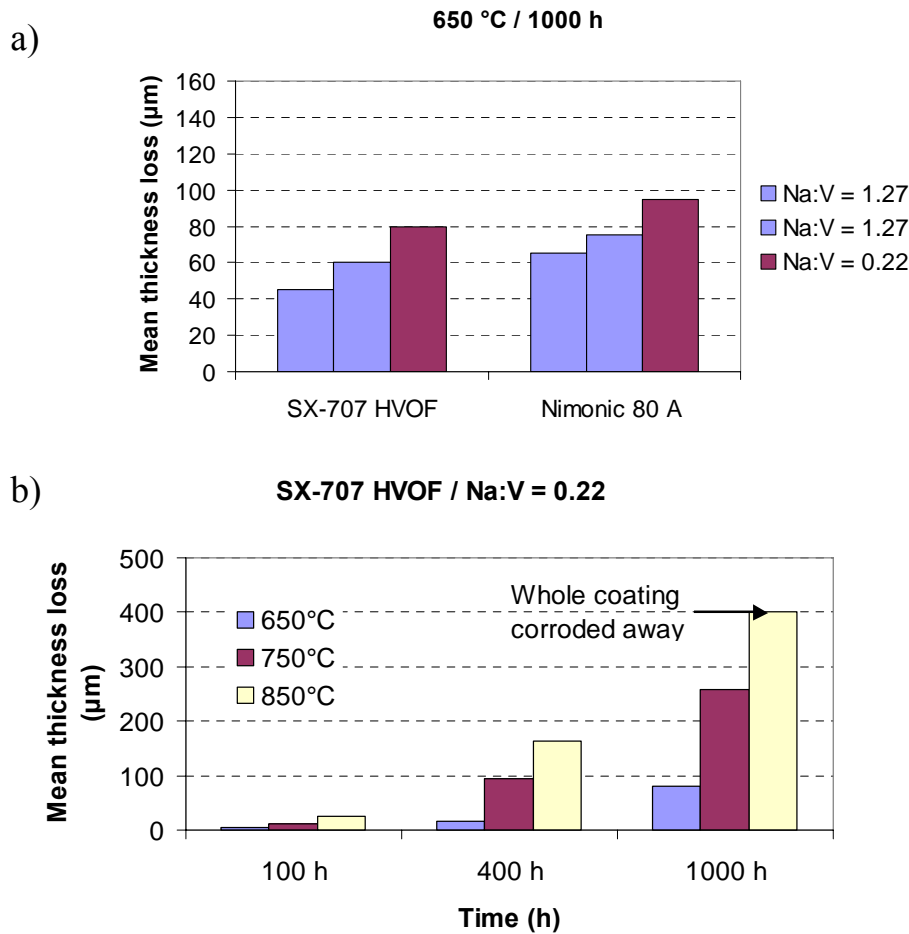 a)
650 °C / 1000 h
Mean thickness loss (µm)
160
140
120
100
80
60
40
20
0
SX-707 HVOF
Nimonic 80 A
Na:V = 1.27
Na:V = 1.27
Na:V = 0.22
b)
SX-707 HVOF / Na:V = 0.22
Mean thickness loss
(µm)
500
400
300
200
100
0
650°C
750°C
850°C
Whole coating
corroded away
100 h
400 h
1000 h
Time (h)